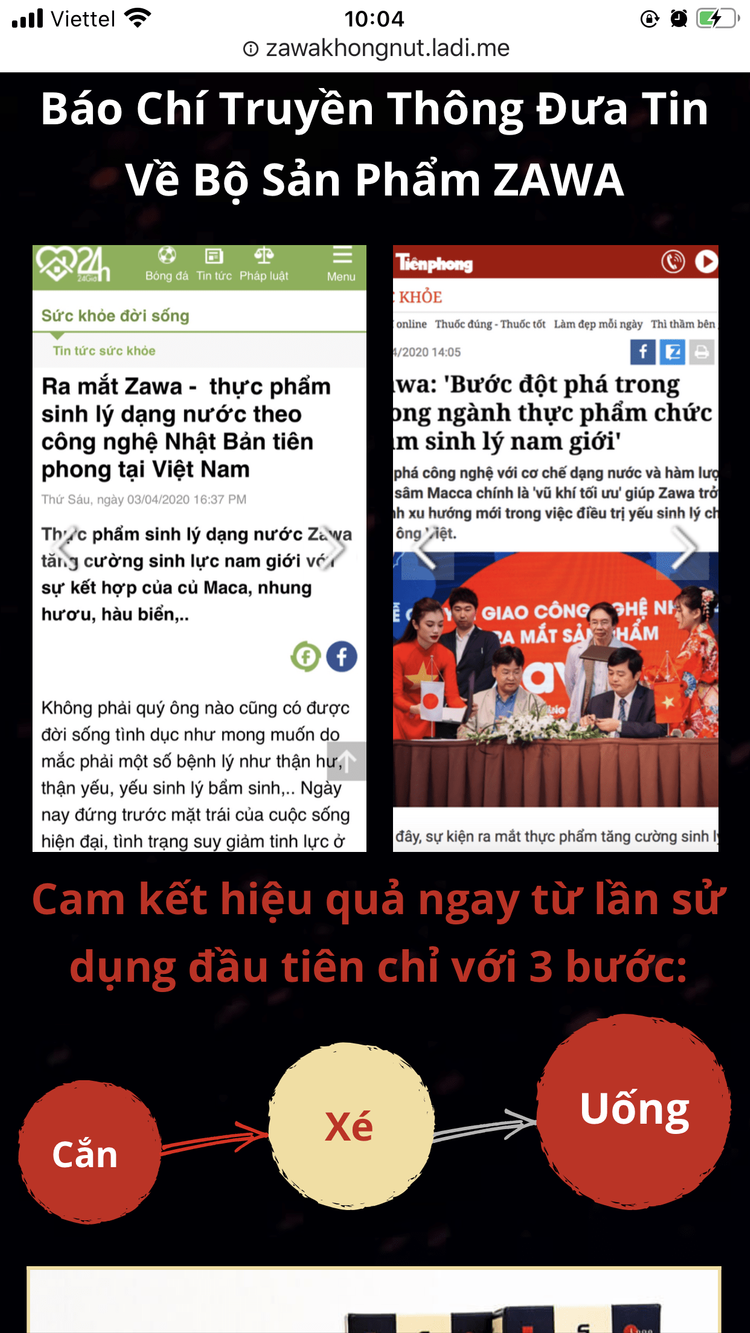 Viettel
10:04
zawakhongnut.ladi.me
Báo Chí Truyền Thông Đưa Tin
Về Bộ Sản Phẩm ZAWA
24h
Bóng đá Tin tức Pháp luật Menu
Sức khỏe đời sống
Tin tức sức khỏe
Ra mắt Zawa - thực phẩm
sinh lý dạng nước theo
công nghệ Nhật Bản tiên
phong tại Việt Nam
Thứ Sáu, ngày 03/04/2020 16:37 PM
Thực phẩm sinh lý dạng nước Zawa
tăng cường sinh lực nam giới với
sự kết hợp của củ Maca, nhung
hươu, hàu biển,..
Không phải quý ông nào cũng có được
đời sống tình dục như mong muốn do
mắc phải một số bệnh lý như thận hư,
thận yếu, yếu sinh lý bẩm sinh,.. Ngày
nay đứng trước mặt trái của cuộc sống
hiện đại, tình trạng suy giảm tinh lực ở
Tiênphong
KHỎE
online Thuốc đúng - Thuốc tốt Làm đẹp mỗi ngày Thì thầm bên
4/2020 14:05
wa: 'Bước đột phá trong
ong ngành thực phẩm chức
m sinh lý nam giới'
phá công nghệ với cơ chế dạng nước và hàm lượ
sâm Macca chính là 'vũ khí tối ưu' giúp Zawa trở
h xu hướng mới trong việc điều trị yếu sinh lý ch
ông Việt.
GIAO CÔNG NGHỆ NH
RA MẮT SẢN PHẨM
đây, sự kiện ra mắt thực phẩm tăng cường sinh lý
Cam kết hiệu quả ngay từ lần sử
dụng đầu tiên chỉ với 3 bước:
Cắn
Xé
Uống